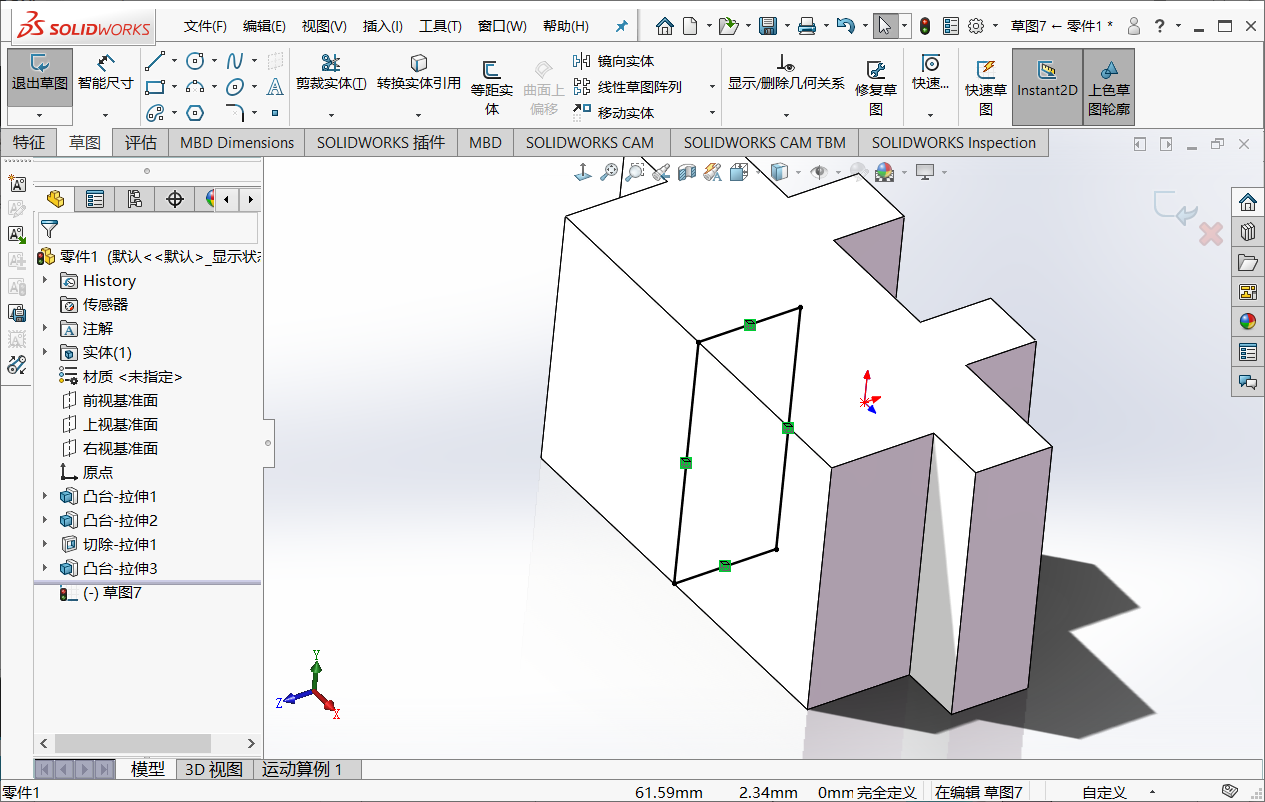 SOLIDWORKS 文件(F) 编辑(E) 视图(V) 插入(I) 工具(T) 窗口(W) 帮助(H) 草图7 ← 零件1 * ?
退出草图 智能尺寸 剪裁实体(T) 转换实体引用 等距实体 曲面上偏移 镜向实体 线性草图阵列 移动实体 显示/删除几何关系 修复草图 快速... 快速草图 Instant2D 上色草图轮廓
特征 草图 评估 MBD Dimensions SOLIDWORKS 插件 MBD SOLIDWORKS CAM SOLIDWORKS CAM TBM SOLIDWORKS Inspection
零件1 (默认<<默认>_显示状态
History
传感器
注解
实体(1)
材质 <未指定>
前视基准面
上视基准面
右视基准面
原点
凸台-拉伸1
凸台-拉伸2
切除-拉伸1
凸台-拉伸3
(-) 草图7
Y
Z
X
模型 3D 视图 运动算例 1
零件1 61.59mm 2.34mm 0mm 完全定义 在编辑 草图7 自定义